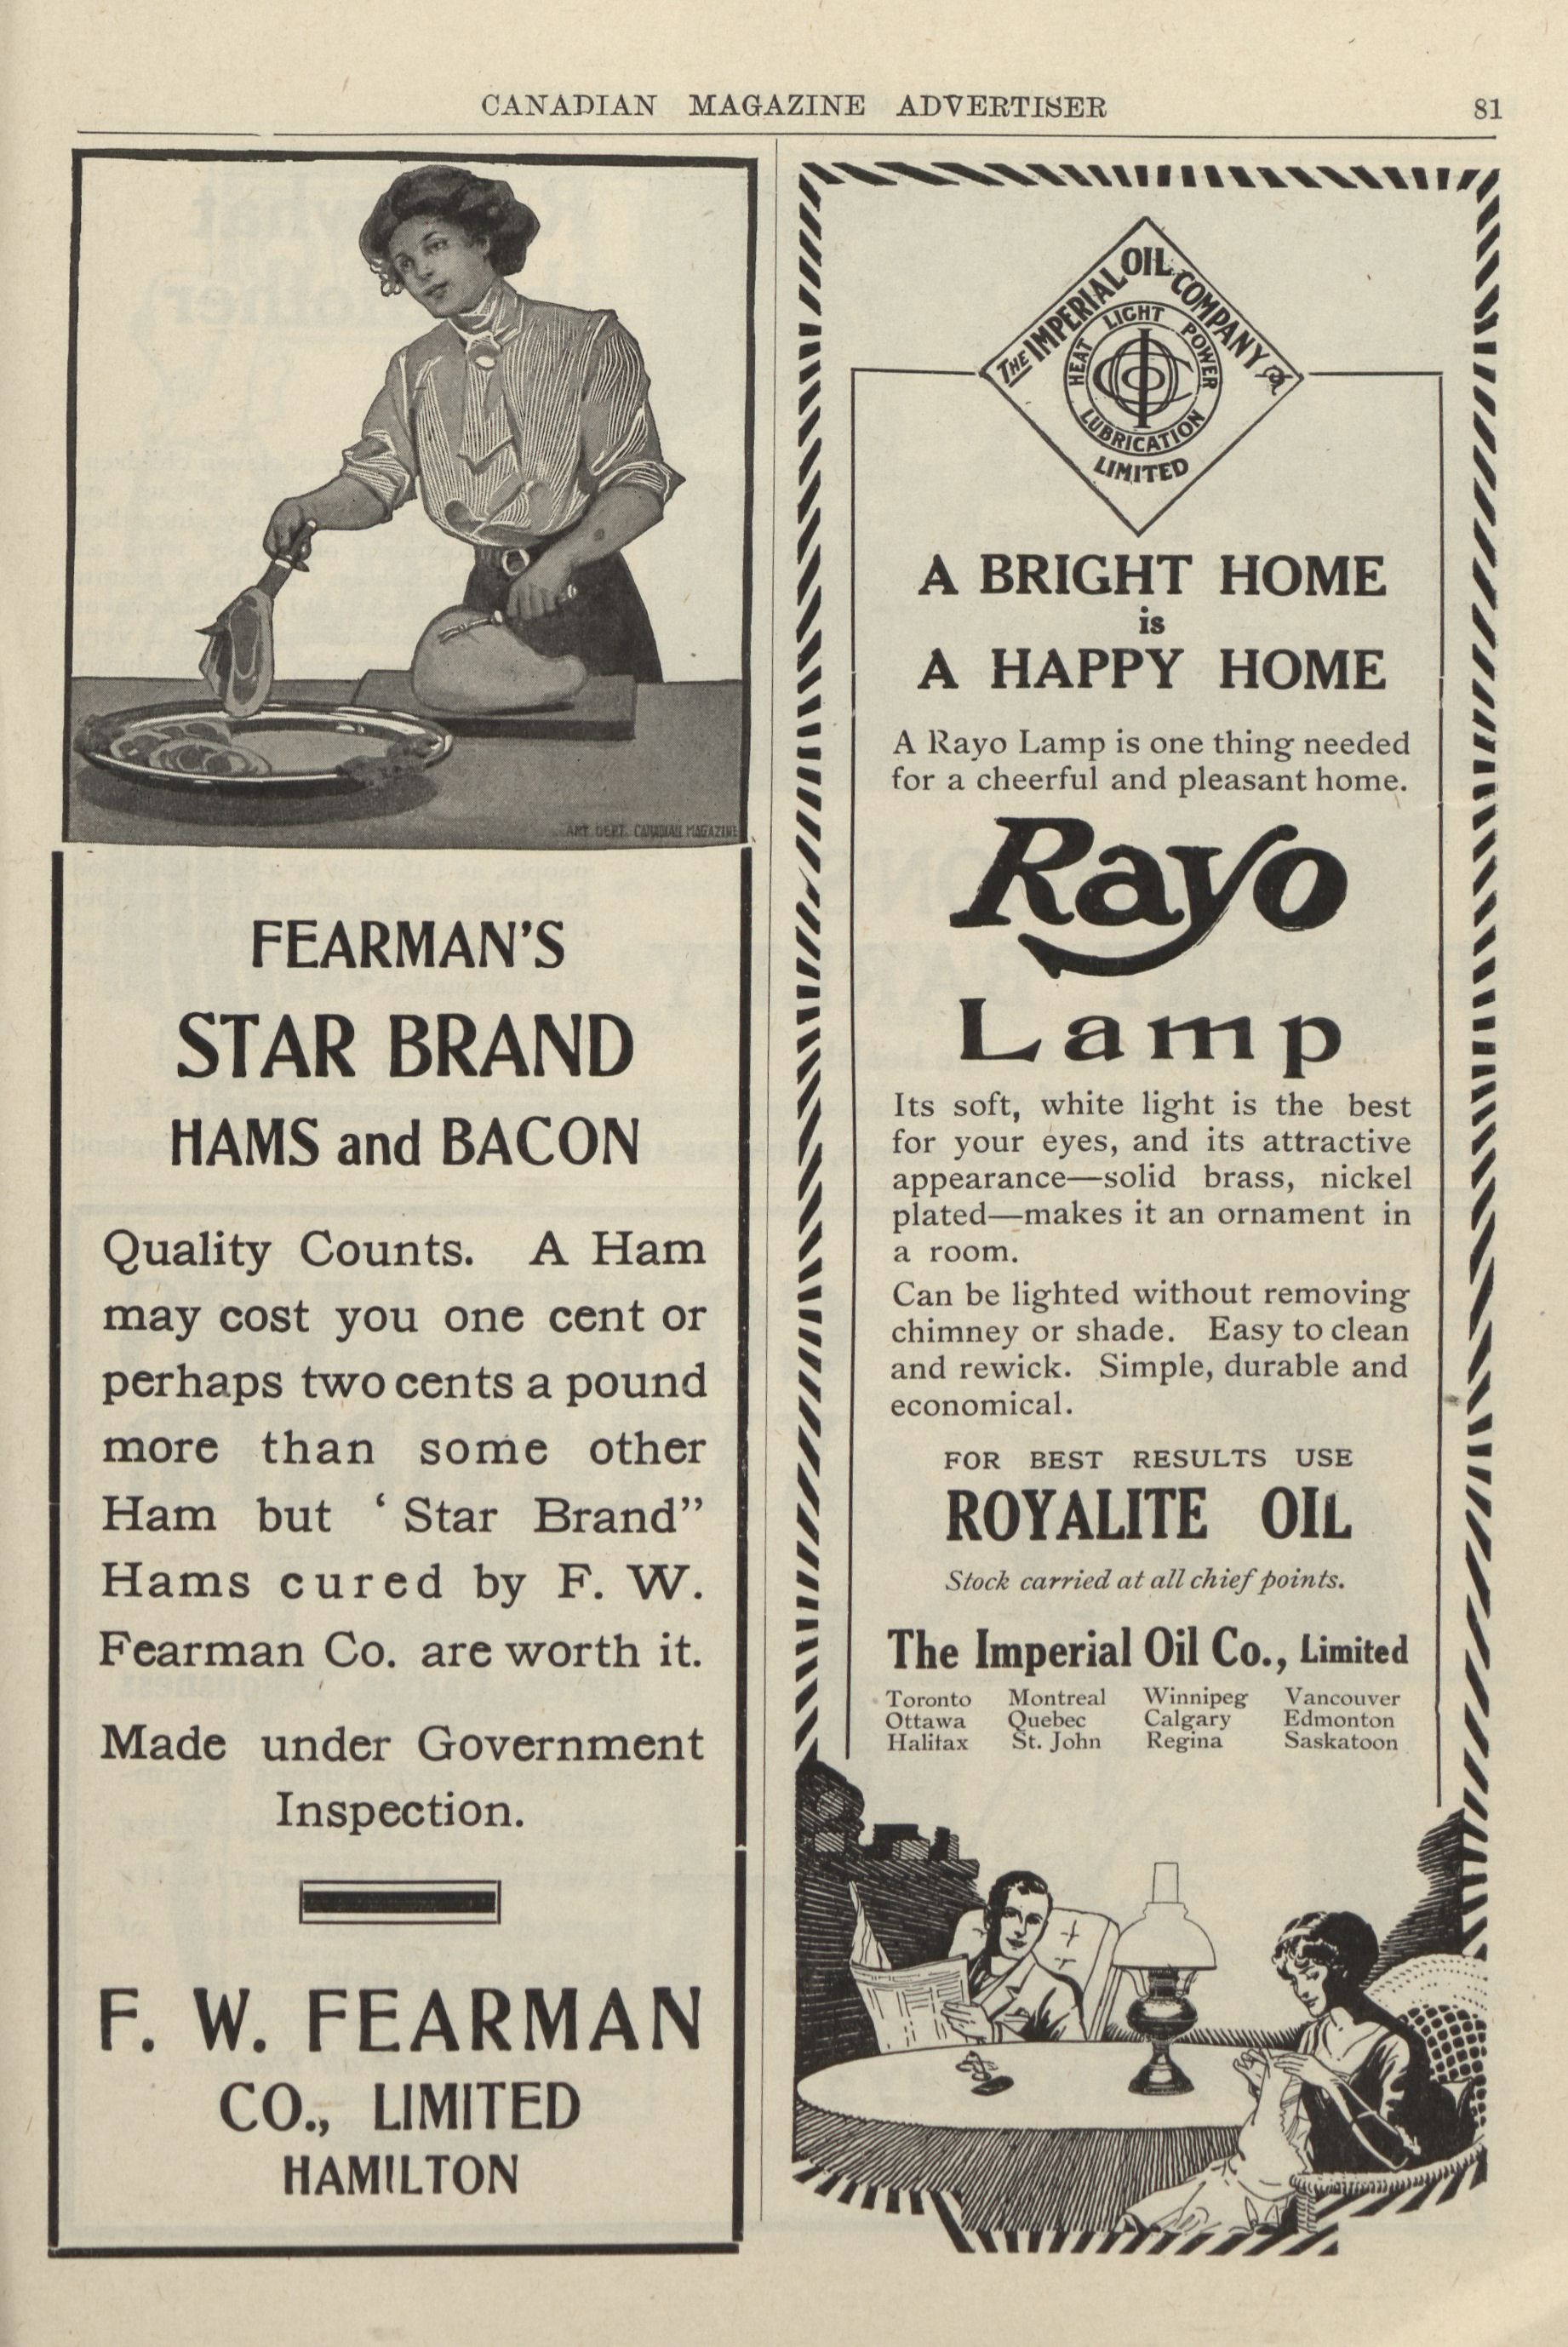 CANADIAN MAGAZINE ADVERTISER
81
ART. DEPT. CANADIAN MAGAZINE
FEARMAN'S
STAR BRAND
HAMS and BACON
Quality Counts. A Ham
may cost you one cent or
perhaps two cents a pound
more than some other
Ham but ‘ Star Brand”
Hams cured by F. W.
Fearman Co. are worth it.
Made under Government
Inspection.
F. W. FEARMAN
CO., LIMITED
HAMILTON
THE IMPERIAL OIL COMPANY
HEAT LIGHT POWER
LUBRICATION
LIMITED
A BRIGHT HOME
is
A HAPPY HOME
A Rayo Lamp is one thing needed
for a cheerful and pleasant home.
Rayo
Lamp
Its soft, white light is the best
for your eyes, and its attractive
appearance—solid brass, nickel
plated—makes it an ornament in
a room.
Can be lighted without removing
chimney or shade. Easy to clean
and rewick. Simple, durable and
economical.
FOR BEST RESULTS USE
ROYALITE OIL
Stock carried at all chief points.
The Imperial Oil Co., Limited
Toronto Montreal Winnipeg Vancouver
Ottawa Quebec Calgary Edmonton
Halifax St. John Regina Saskatoon